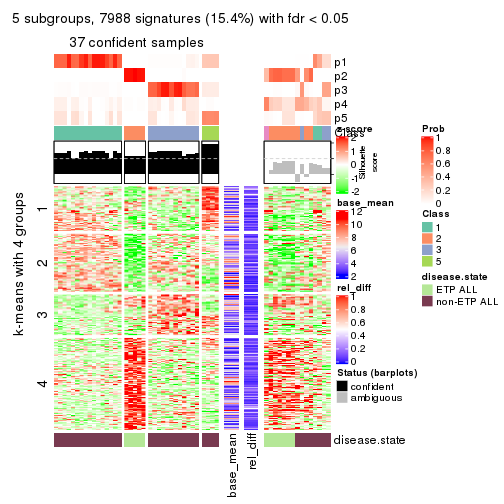 5 subgroups, 7988 signatures (15.4%) with fdr < 0.05
37 confident samples
p1
p2
p3
p4
p5
Class
k-means with 4 groups
1
2
3
4
base_mean
rel_diff
disease.state
z-score
2
1
0
-1
-2
Silhouette
score
base_mean
12
10
8
6
4
2
rel_diff
1
0.8
0.6
0.4
0.2
0
Status (barplots)
confident
ambiguous
Prob
1
0.8
0.6
0.4
0.2
0
Class
1
2
3
5
disease.state
ETP ALL
non-ETP ALL